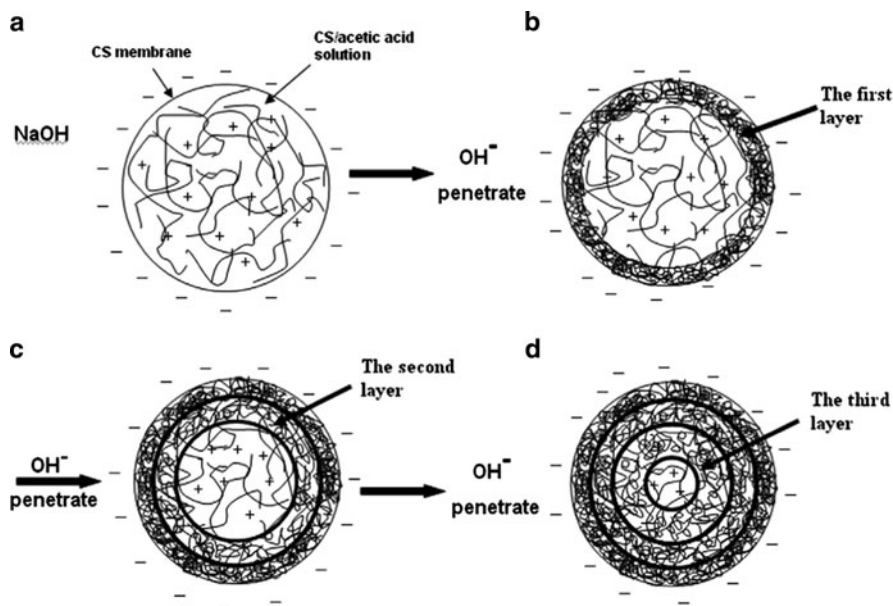 a
CS membrane
CS/acetic acid
solution
NaOH
OH⁻
penetrate
b
The first
layer
c
OH⁻
penetrate
The second
layer
OH⁻
penetrate
d
The third
layer